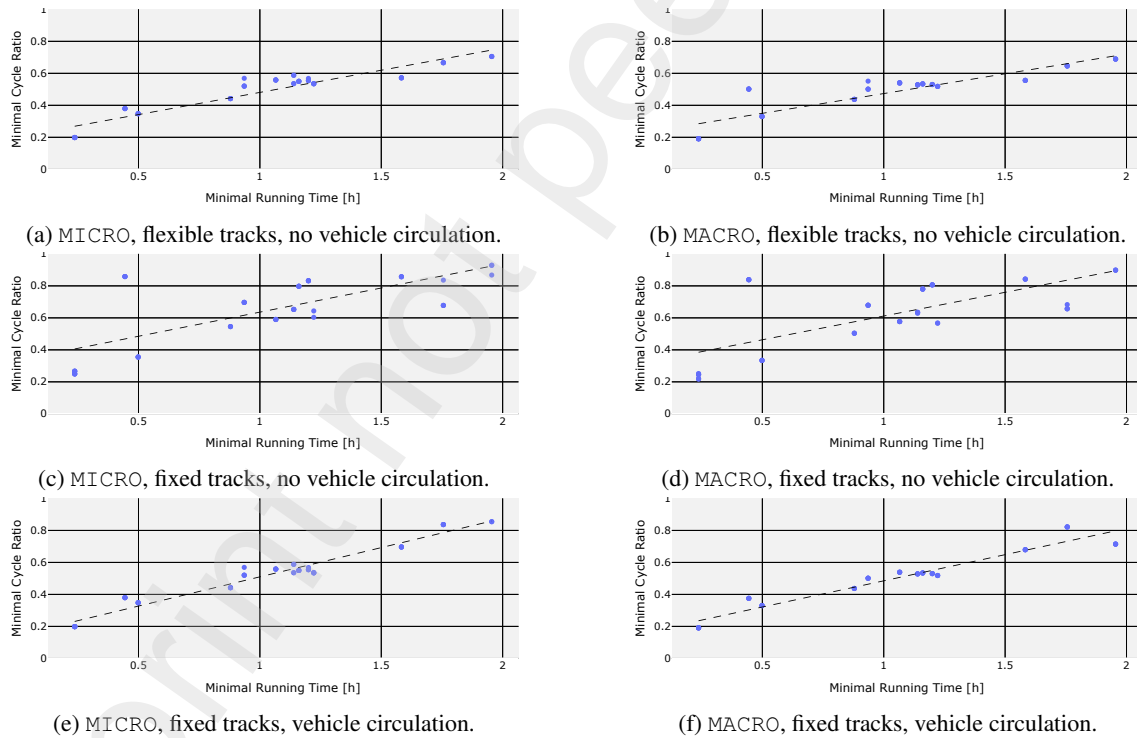 1
0.8
0.6
0.4
0.2
0
Minimal Cycle Ratio
0.5 1 1.5 2
Minimal Running Time [h]
(a) MICRO, flexible tracks, no vehicle circulation.
1
0.8
0.6
0.4
0.2
0
Minimal Cycle Ratio
0.5 1 1.5 2
Minimal Running Time [h]
(b) MACRO, flexible tracks, no vehicle circulation.
1
0.8
0.6
0.4
0.2
0
Minimal Cycle Ratio
0.5 1 1.5 2
Minimal Running Time [h]
(c) MICRO, fixed tracks, no vehicle circulation.
1
0.8
0.6
0.4
0.2
0
Minimal Cycle Ratio
0.5 1 1.5 2
Minimal Running Time [h]
(d) MACRO, fixed tracks, no vehicle circulation.
1
0.8
0.6
0.4
0.2
0
Minimal Cycle Ratio
0.5 1 1.5 2
Minimal Running Time [h]
(e) MICRO, fixed tracks, vehicle circulation.
1
0.8
0.6
0.4
0.2
0
Minimal Cycle Ratio
0.5 1 1.5 2
Minimal Running Time [h]
(f) MACRO, fixed tracks, vehicle circulation.
not